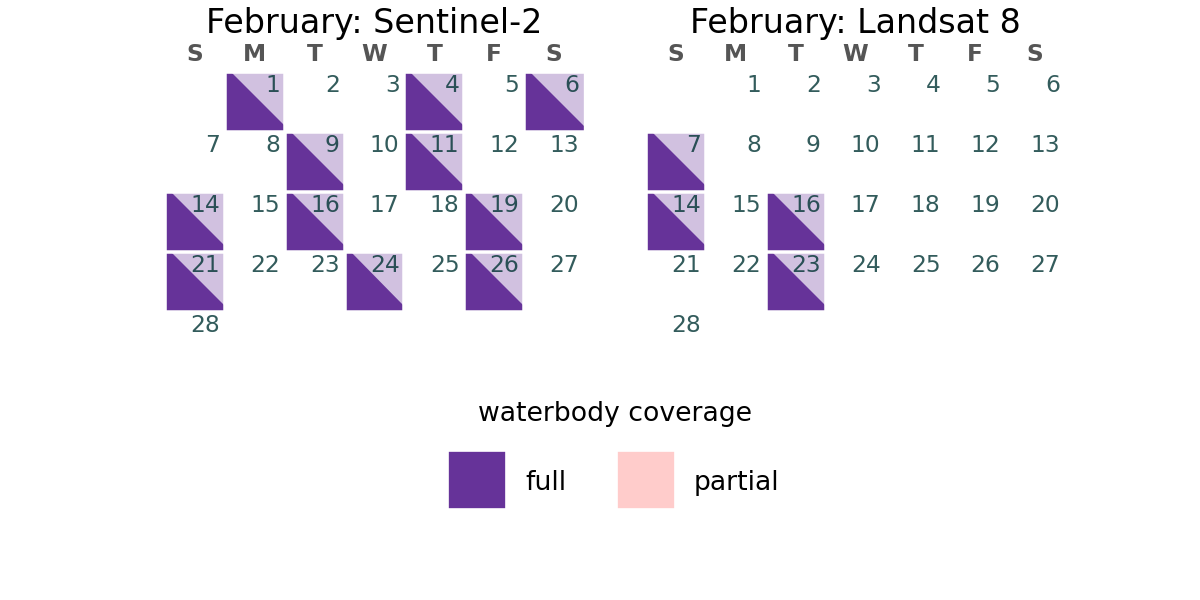 February: Sentinel-2
S M T W T F S
1 2 3 4 5 6
7 8 9 10 11 12 13
14 15 16 17 18 19 20
21 22 23 24 25 26 27
28
February: Landsat 8
S M T W T F S
1 2 3 4 5 6
7 8 9 10 11 12 13
14 15 16 17 18 19 20
21 22 23 24 25 26 27
28
waterbody coverage
full partial